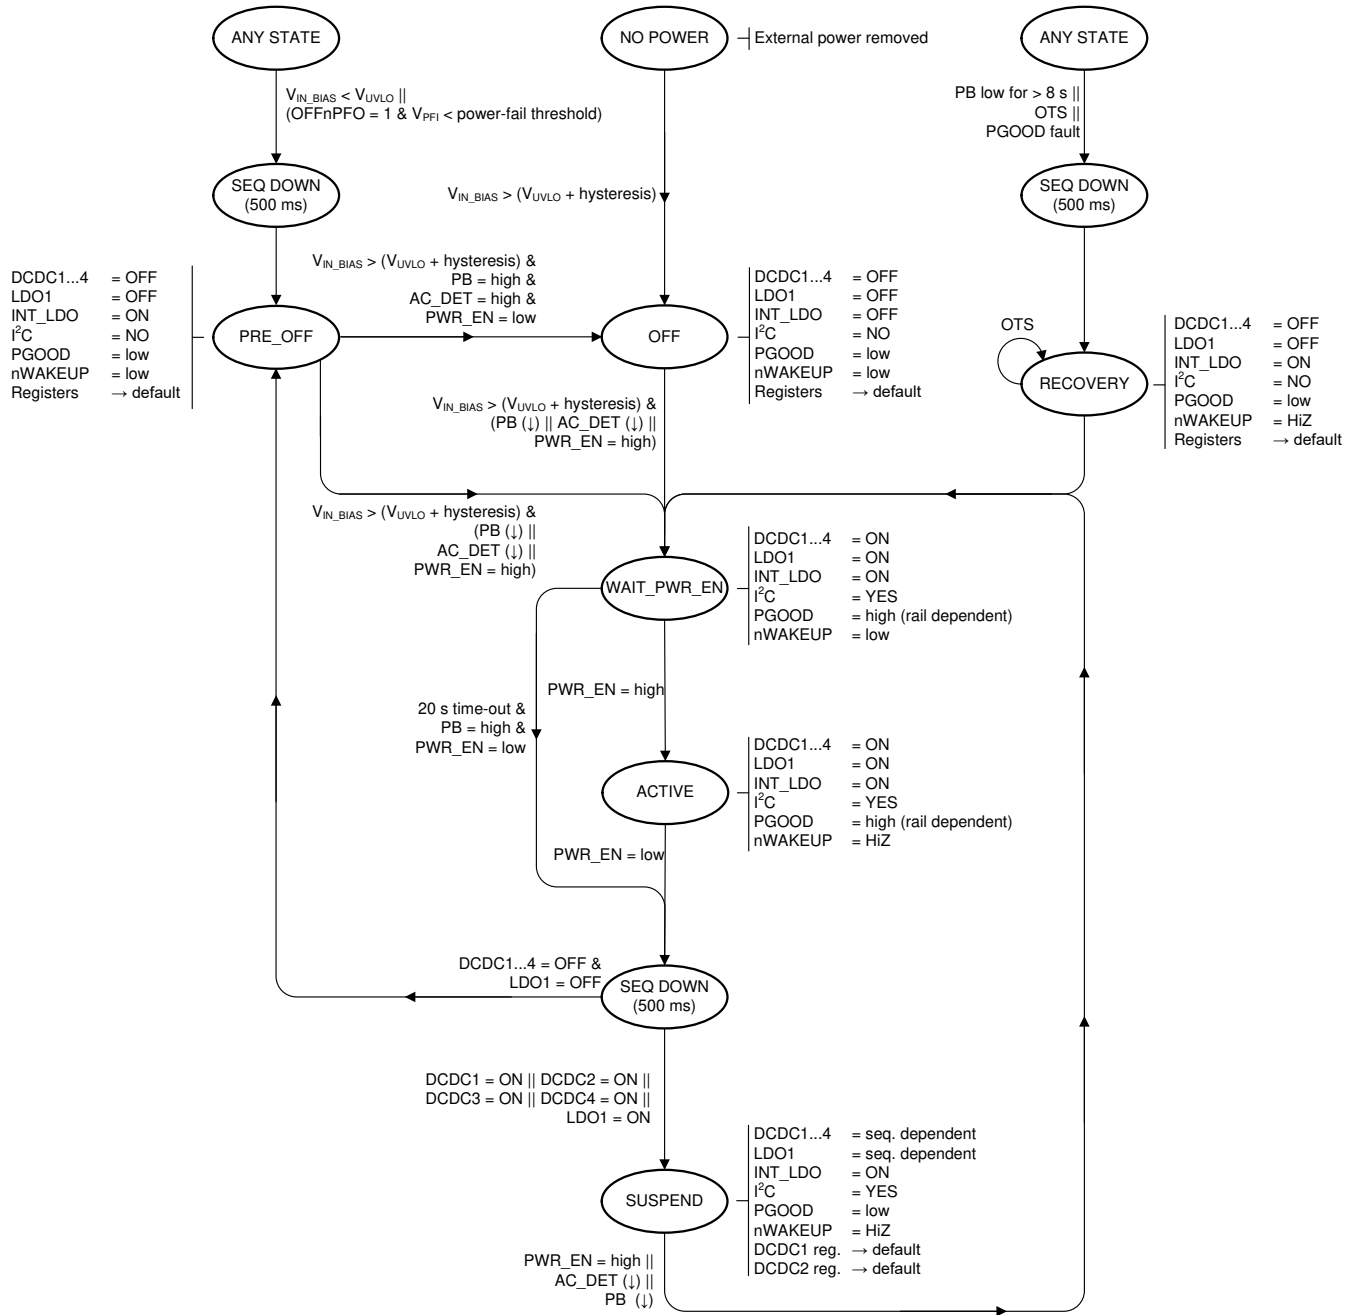 ANY STATE
NO POWER
External power removed
ANY STATE
V_IN_BIAS < V_UVLO ||
(OFFnPFO = 1 & V_PFI < power-fail threshold)
PB low for > 8 s ||
OTS ||
PGOOD fault
SEQ DOWN
(500 ms)
V_IN_BIAS > (V_UVLO + hysteresis)
SEQ DOWN
(500 ms)
DCDC1...4 = OFF
LDO1 = OFF
INT_LDO = ON
I²C = NO
PGOOD = low
nWAKEUP = low
Registers → default
PRE_OFF
V_IN_BIAS > (V_UVLO + hysteresis) &
PB = high &
AC_DET = high &
PWR_EN = low
OFF
DCDC1...4 = OFF
LDO1 = OFF
INT_LDO = OFF
I²C = NO
PGOOD = low
nWAKEUP = low
Registers → default
OTS
RECOVERY
DCDC1...4 = OFF
LDO1 = OFF
INT_LDO = ON
I²C = NO
PGOOD = low
nWAKEUP = HiZ
Registers → default
V_IN_BIAS > (V_UVLO + hysteresis) &
(PB (↓) || AC_DET (↓) ||
PWR_EN = high)
V_IN_BIAS > (V_UVLO + hysteresis) &
(PB (↓) ||
AC_DET (↓) ||
PWR_EN = high)
WAIT_PWR_EN
DCDC1...4 = ON
LDO1 = ON
INT_LDO = ON
I²C = YES
PGOOD = high (rail dependent)
nWAKEUP = low
PWR_EN = high
20 s time-out &
PB = high &
PWR_EN = low
ACTIVE
DCDC1...4 = ON
LDO1 = ON
INT_LDO = ON
I²C = YES
PGOOD = high (rail dependent)
nWAKEUP = HiZ
PWR_EN = low
DCDC1...4 = OFF &
LDO1 = OFF
SEQ DOWN
(500 ms)
DCDC1 = ON || DCDC2 = ON ||
DCDC3 = ON || DCDC4 = ON ||
LDO1 = ON
SUSPEND
DCDC1...4 = seq. dependent
LDO1 = seq. dependent
INT_LDO = ON
I²C = YES
PGOOD = low
nWAKEUP = HiZ
DCDC1 reg. → default
DCDC2 reg. → default
PWR_EN = high ||
AC_DET (↓) ||
PB (↓)